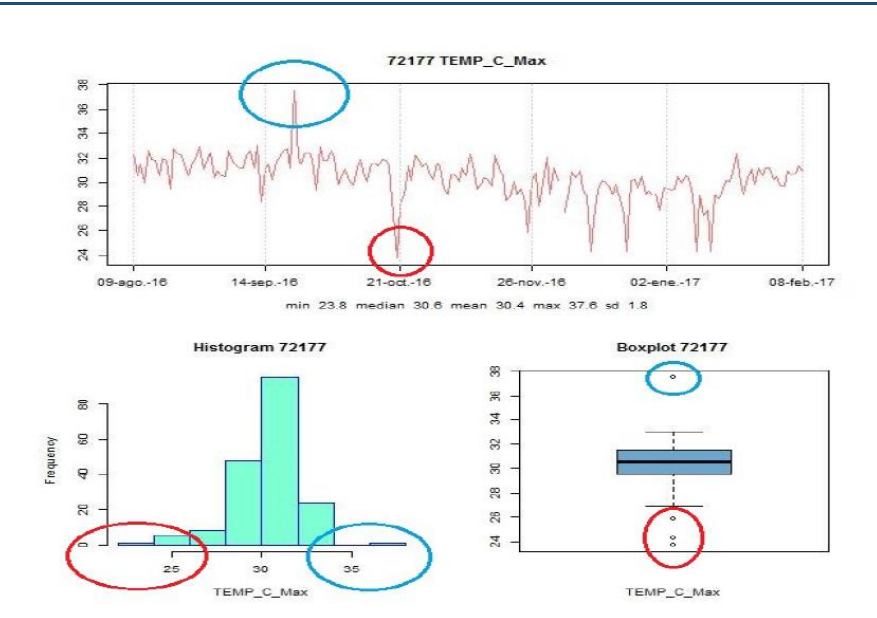 72177 TEMP_C_Max
38
36
34
32
30
28
26
24
09-ago.-16 14-sep.-16 21-oct.-16 26-nov.-16 02-ene.-17 08-feb.-17
min 23.8 median 30.6 mean 30.4 max 37.6 sd 1.8
Histogram 72177
Frequency
80
60
40
20
0
25 30 35
TEMP_C_Max
Boxplot 72177
38
36
34
32
30
28
26
24
TEMP_C_Max